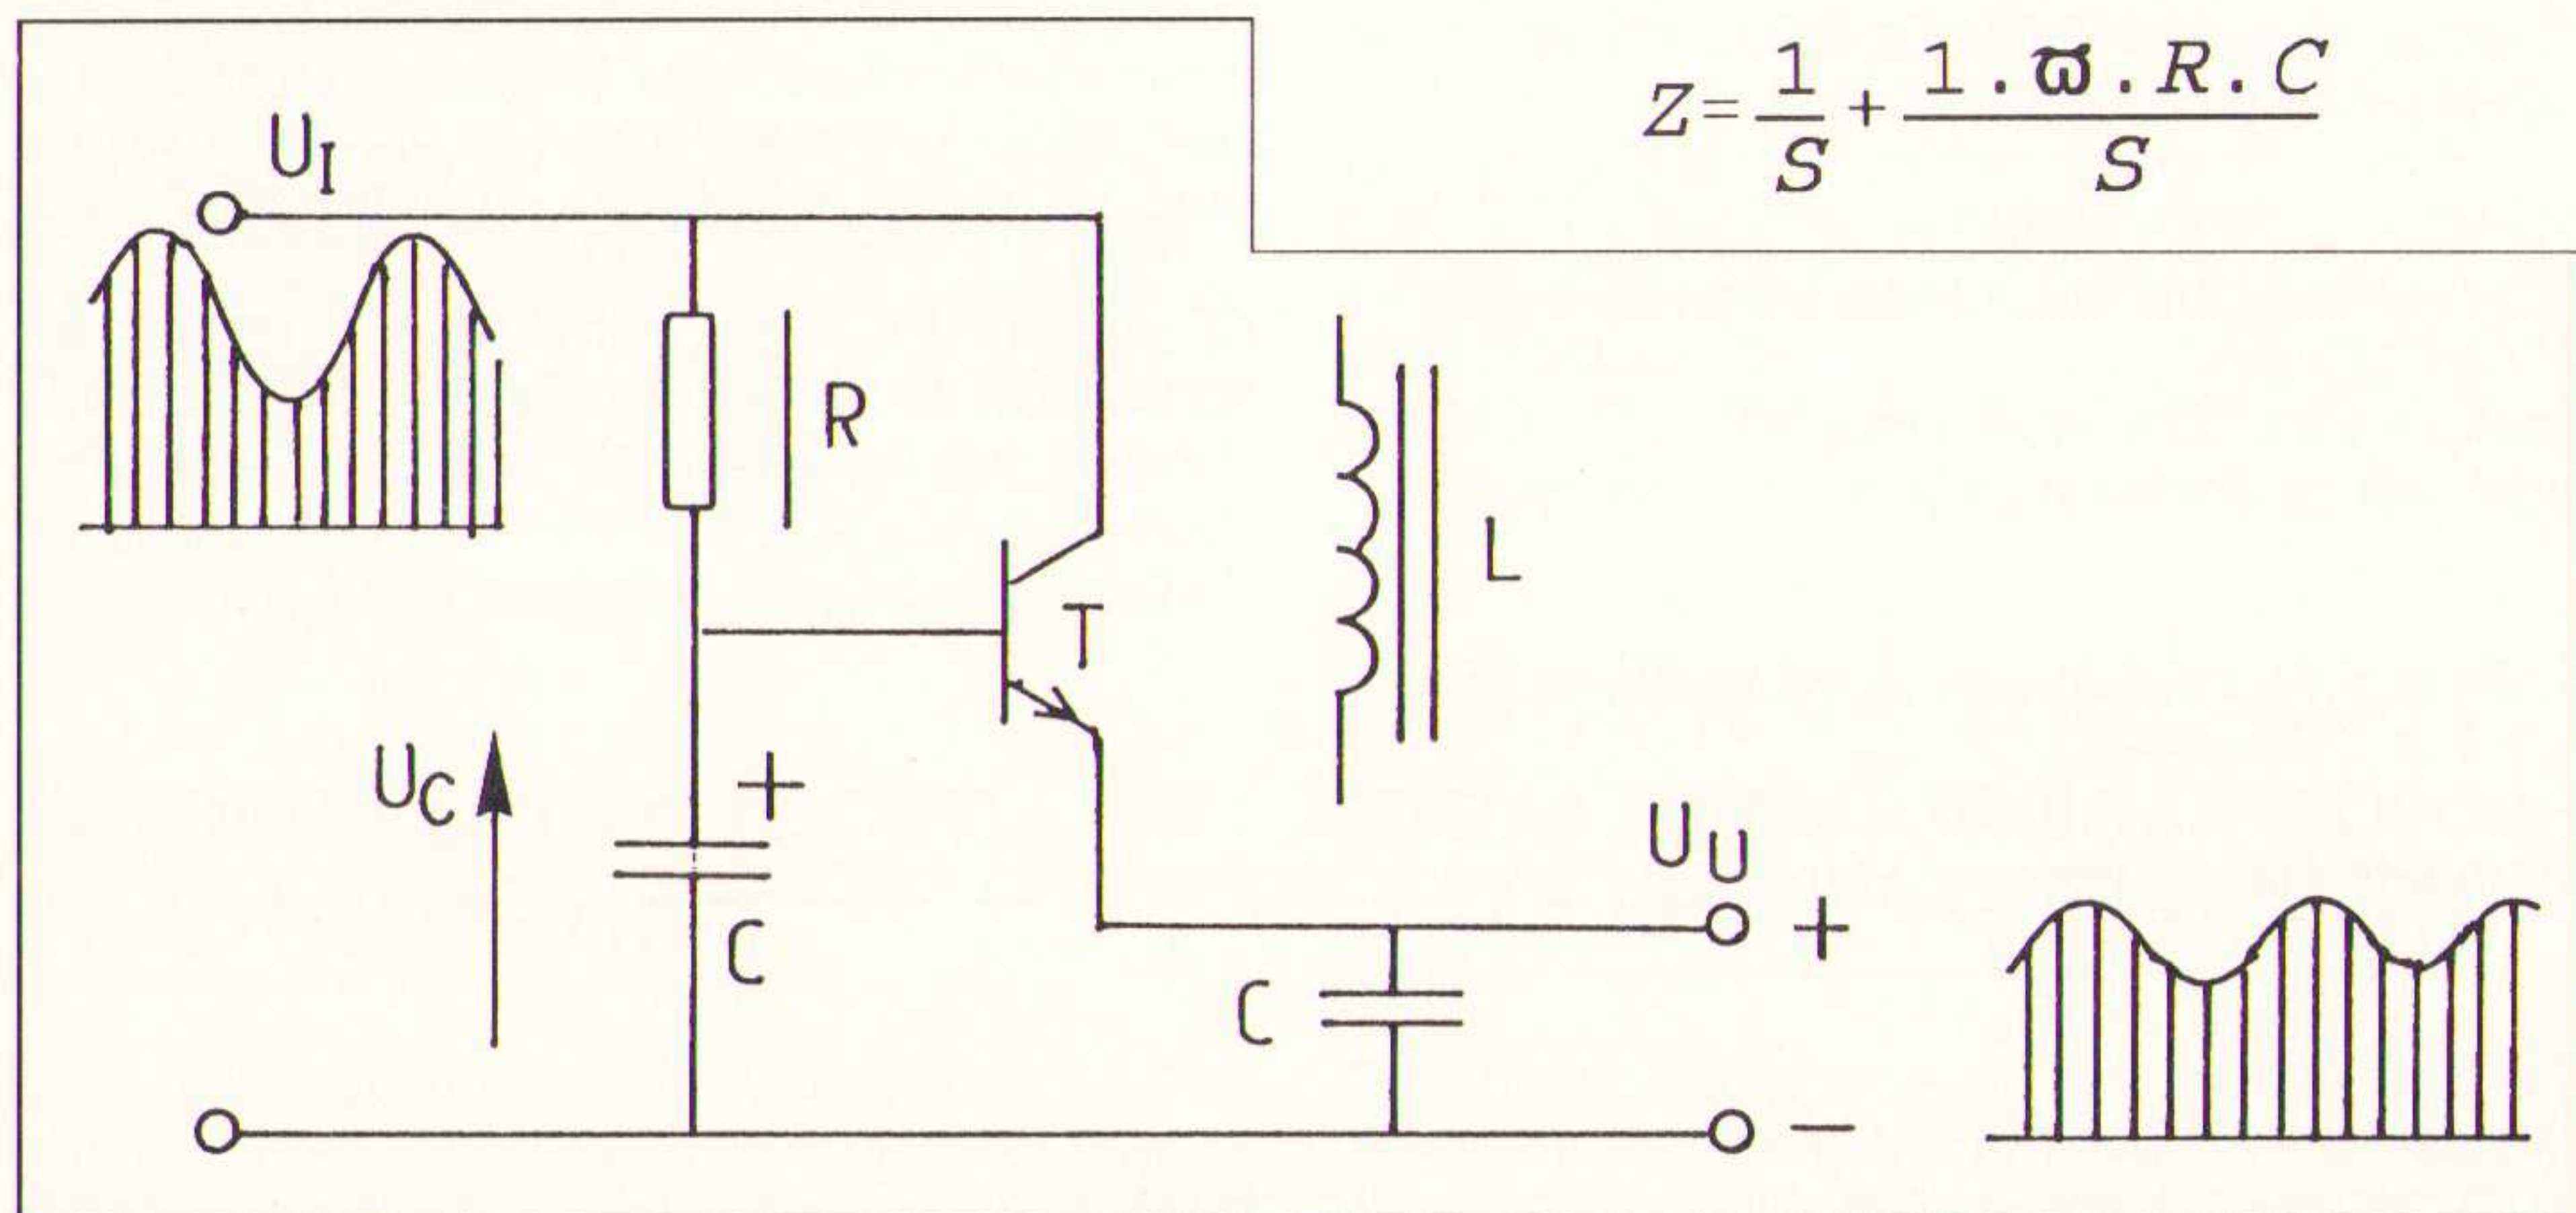 Z= 1/S + 1.ϖ.R.C/S
U_I
R
L
T
U_C
+
U_U
+
C
C
−